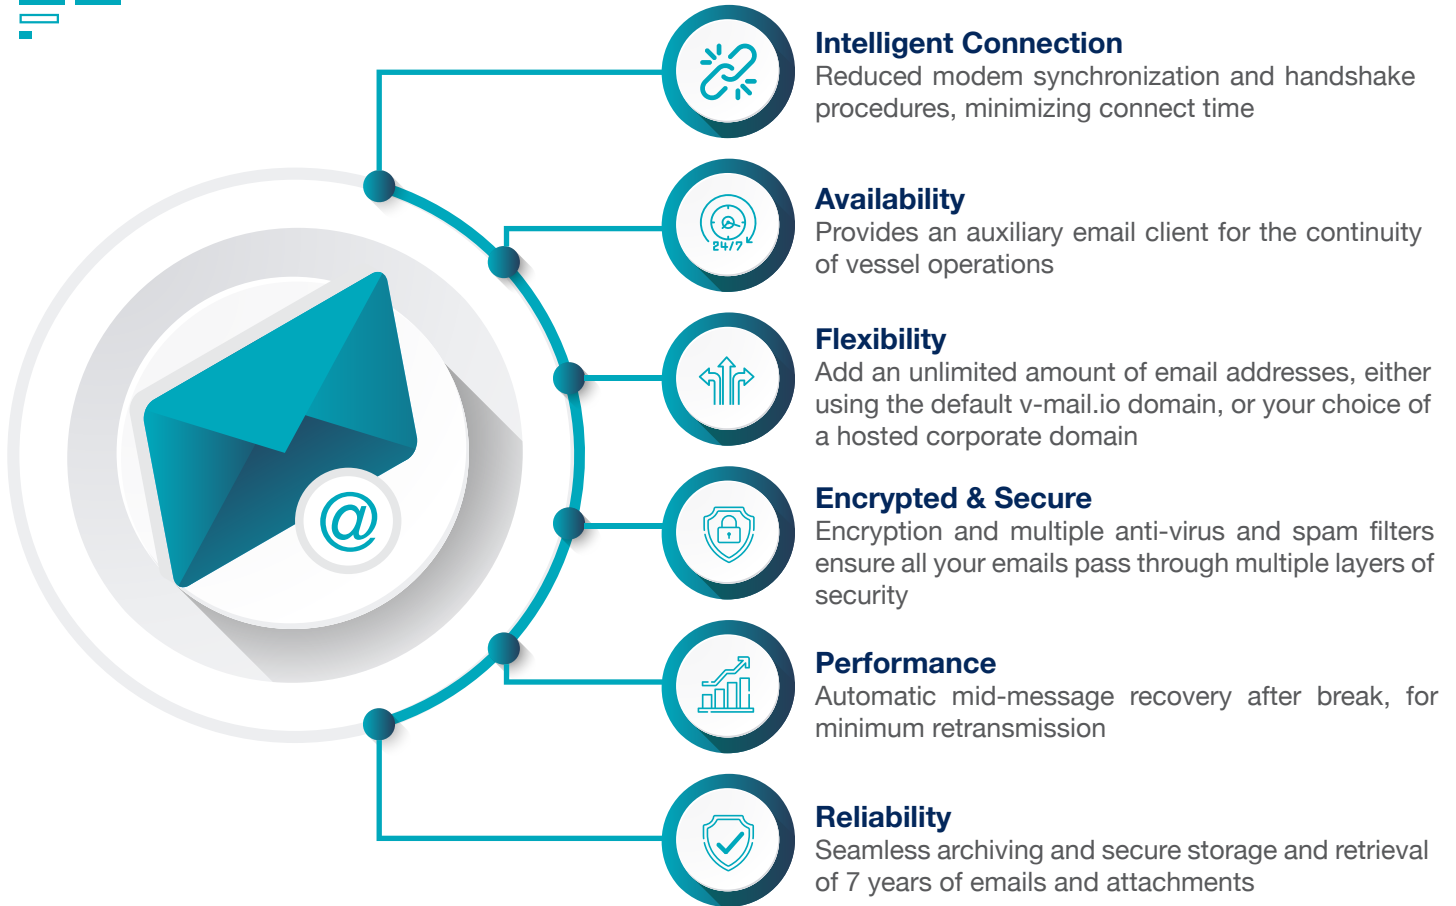 Intelligent Connection
Reduced modem synchronization and handshake
procedures, minimizing connect time
24/7
Availability
Provides an auxiliary email client for the continuity
of vessel operations
Flexibility
Add an unlimited amount of email addresses, either
using the default v-mail.io domain, or your choice of
a hosted corporate domain
@
Encrypted & Secure
Encryption and multiple anti-virus and spam filters
ensure all your emails pass through multiple layers of
security
Performance
Automatic mid-message recovery after break, for
minimum retransmission
Reliability
Seamless archiving and secure storage and retrieval
of 7 years of emails and attachments